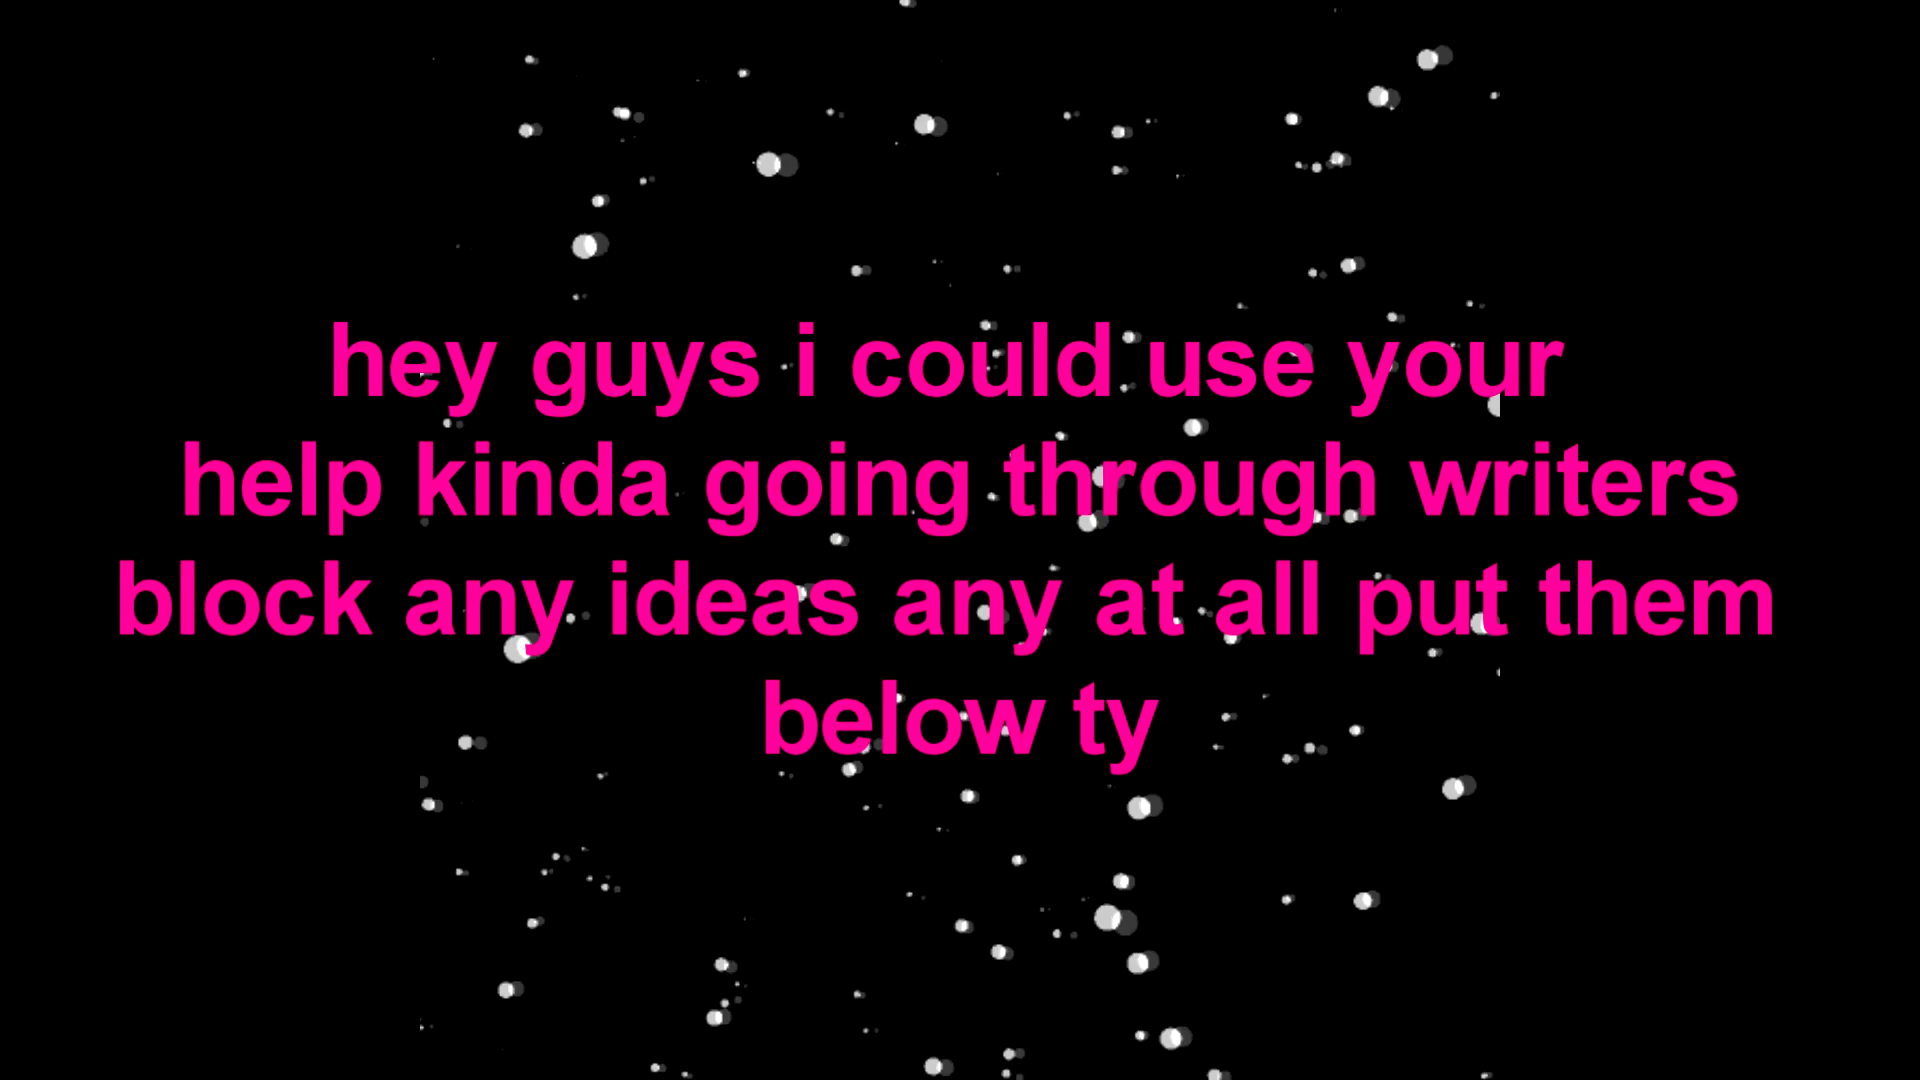 hey guys i could use your
help kinda going through writers
block any ideas any at all put them
below ty